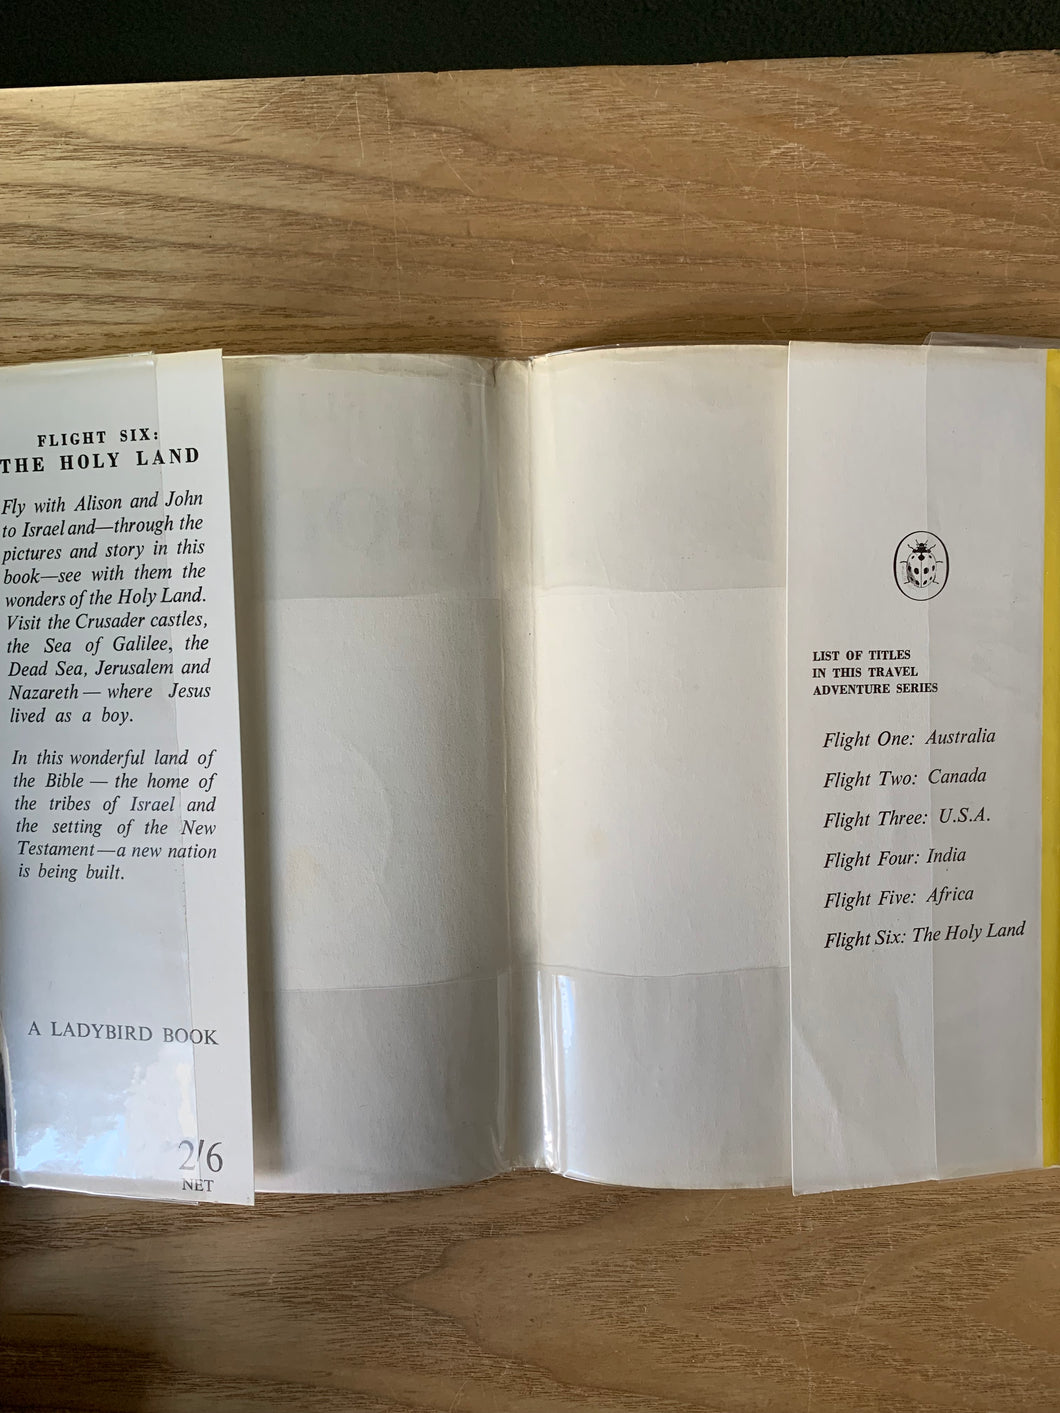 FLIGHT SIX:
THE HOLY LAND
Fly with Alison and John
to Israel and—through the
pictures and story in this
book—see with them the
wonders of the Holy Land.
Visit the Crusader castles,
the Sea of Galilee, the
Dead Sea, Jerusalem and
Nazareth — where Jesus
lived as a boy.
In this wonderful land of
the Bible — the home of
the tribes of Israel and
the setting of the New
Testament—a new nation
is being built.
A LADYBIRD BOOK
2/6
NET
LIST OF TITLES
IN THIS TRAVEL
ADVENTURE SERIES
Flight One: Australia
Flight Two: Canada
Flight Three: U.S.A.
Flight Four: India
Flight Five: Africa
Flight Six: The Holy Land